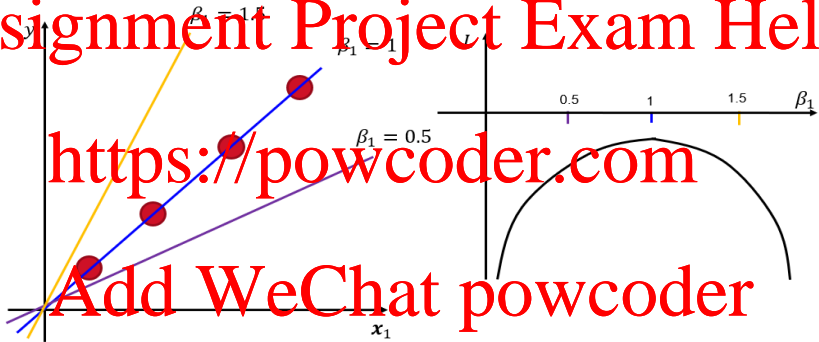 signment Project Exam Hel
y
β₁ = 1.5
β₁ = 1
L
0.5
1
1.5
β₁
β₁ = 0.5
https://powcoder.com
Add WeChat powcoder
x₁